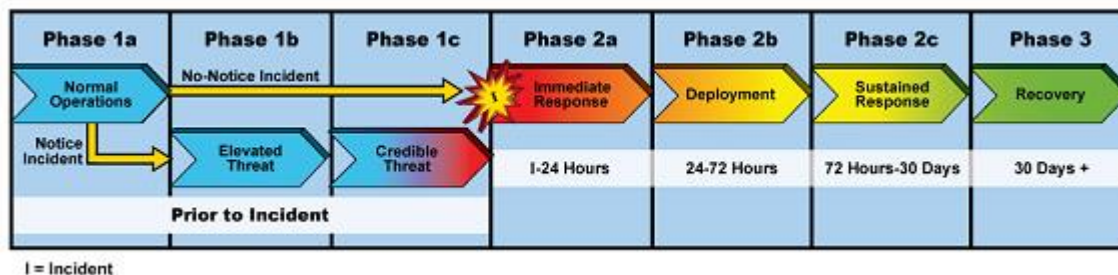 Phase 1a
Phase 1b
Phase 1c
Phase 2a
Phase 2b
Phase 2c
Phase 3
Normal
Operations
No-Notice Incident
I
Immediate
Response
Deployment
Sustained
Response
Recovery
Notice
Incident
Elevated
Threat
Credible
Threat
I-24 Hours
24-72 Hours
72 Hours-30 Days
30 Days +
Prior to Incident
I = Incident